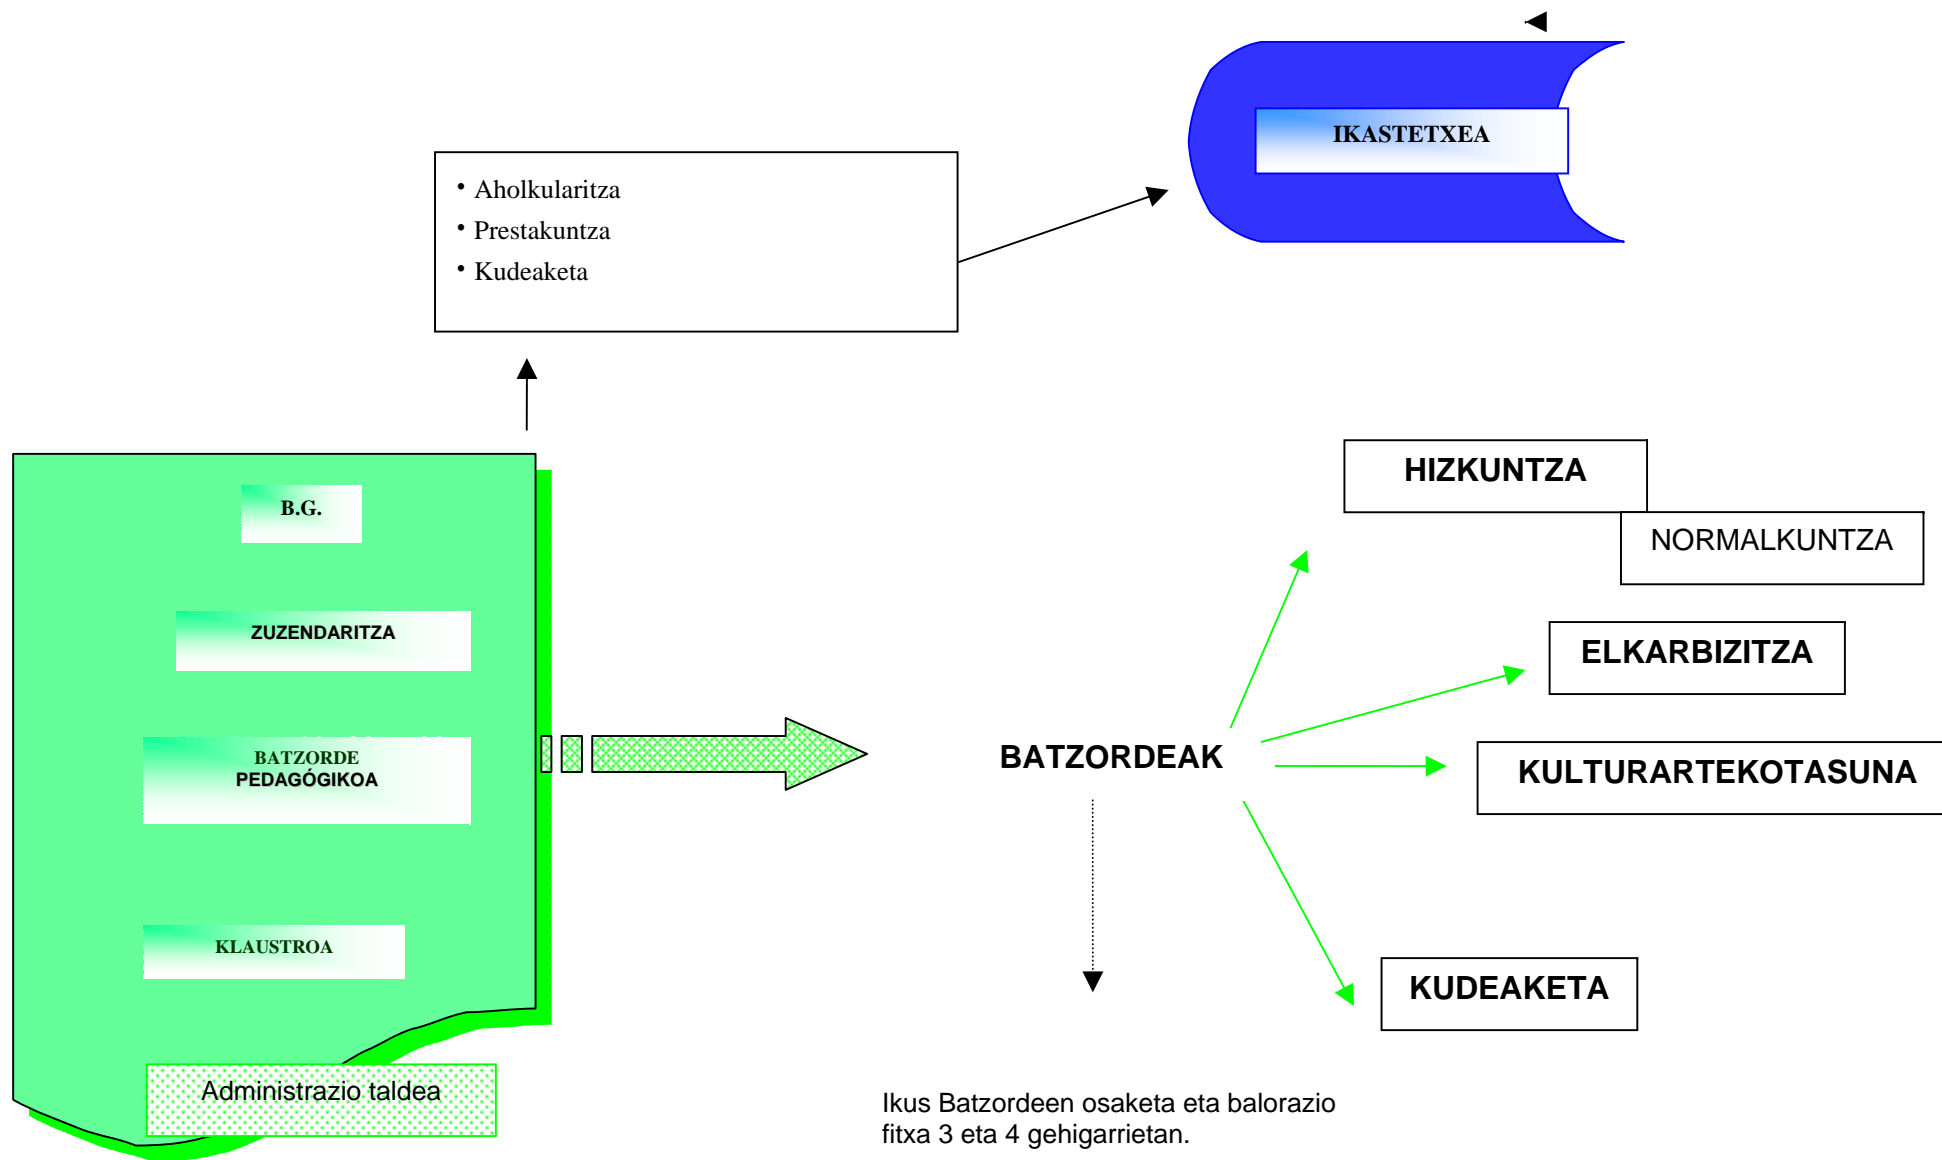 IKASTETXEA
• Aholkularitza
• Prestakuntza
• Kudeaketa
B.G.
ZUZENDARITZA
BATZORDE
PEDAGÓGIKOA
KLAUSTROA
Administrazio taldea
BATZORDEAK
HIZKUNTZA
NORMALKUNTZA
ELKARBIZITZA
KULTURARTEKOTASUNA
KUDEAKETA
Ikus Batzordeen osaketa eta balorazio
fitxa 3 eta 4 gehigarrietan.